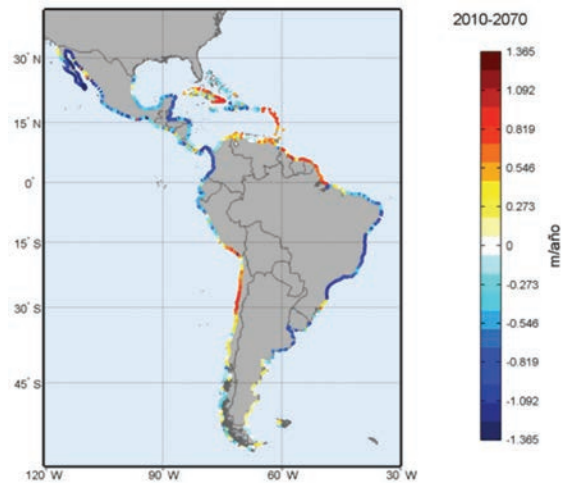 2010-2070
30° N
15° N
0°
15° S
30° S
45° S
120° W
90° W
60° W
30° W
1.365
1.092
0.819
0.546
0.273
0
-0.273
-0.546
-0.819
-1.092
-1.365
m/año